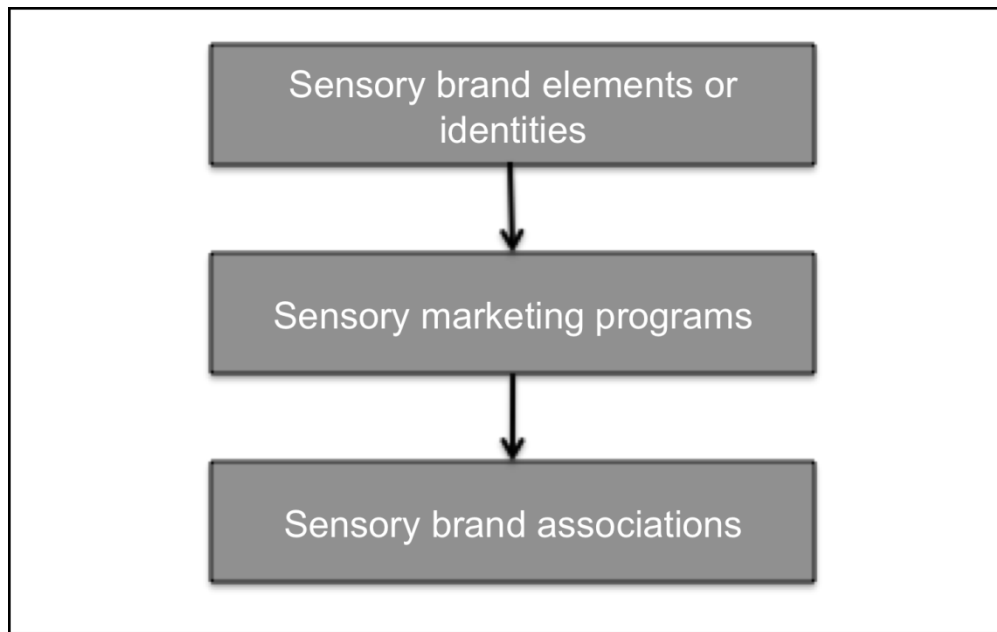 Sensory brand elements or
identities
Sensory marketing programs
Sensory brand associations